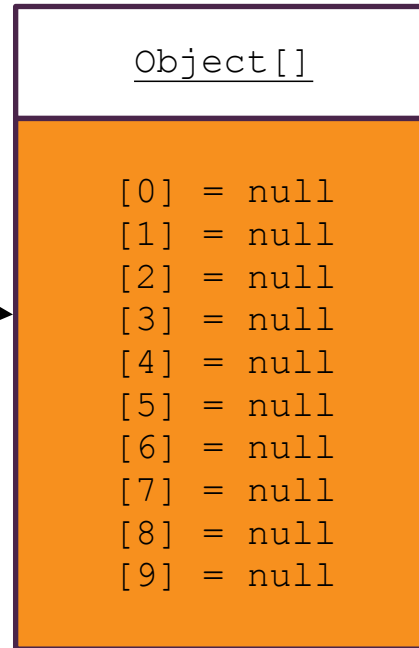 Object[]
[0] = null
[1] = null
[2] = null
[3] = null
[4] = null
[5] = null
[6] = null
[7] = null
[8] = null
[9] = null